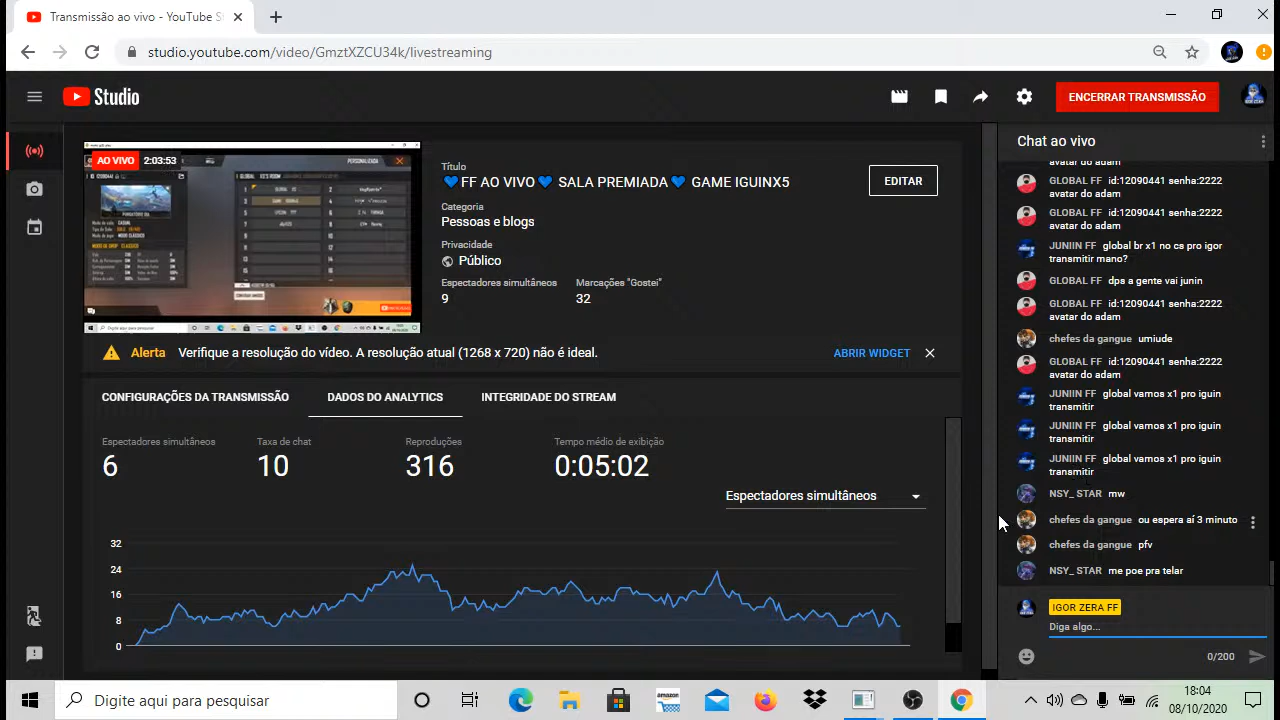 Transmissão ao vivo - YouTube S
studio.youtube.com/video/GmztXZCU34k/livestreaming
Studio
ENCERRAR TRANSMISSÃO
AO VIVO 2:03:53
PERSONALIZADA
Título
💙FF AO VIVO💙 SALA PREMIADA💙 GAME IGUINX5
EDITAR
Categoria
Pessoas e blogs
Privacidade
Público
Espectadores simultâneos
Marcações "Gostei"
9
32
Alerta Verifique a resolução do vídeo. A resolução atual (1268 x 720) não é ideal.
ABRIR WIDGET
CONFIGURAÇÕES DA TRANSMISSÃO
DADOS DO ANALYTICS
INTEGRIDADE DO STREAM
Espectadores simultâneos
Taxa de chat
Reproduções
Tempo médio de exibição
6
10
316
0:05:02
Espectadores simultâneos
32
24
16
8
0
Chat ao vivo
avatar do adam
GLOBAL FF id:12090441 senha:2222
avatar do adam
GLOBAL FF id:12090441 senha:2222
avatar do adam
JUNIIN FF global br x1 no ca pro igor
transmitir mano?
GLOBAL FF dps a gente vai junin
GLOBAL FF id:12090441 senha:2222
avatar do adam
chefes da gangue umiude
GLOBAL FF id:12090441 senha:2222
avatar do adam
JUNIIN FF global vamos x1 pro iguin
transmitir
JUNIIN FF global vamos x1 pro iguin
transmitir
JUNIIN FF global vamos x1 pro iguin
transmitir
NSY_ STAR mw
chefes da gangue ou espera aí 3 minuto
chefes da gangue pfv
NSY_ STAR me poe pra telar
IGOR ZERA FF
Diga algo...
0/200
Digite aqui para pesquisar
amazon
18:04
08/10/2020